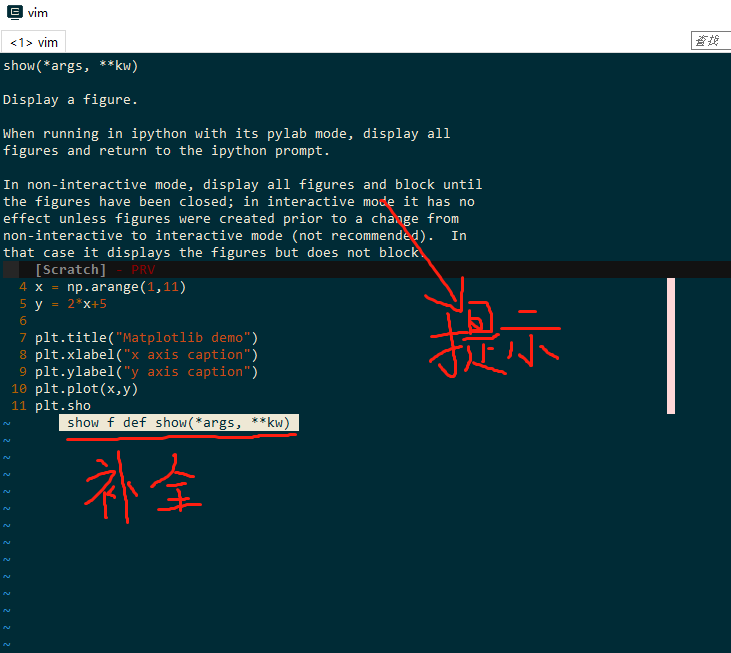 vim
<1> vim
查找
show(*args, **kw)
Display a figure.
When running in ipython with its pylab mode, display all
figures and return to the ipython prompt.
In non-interactive mode, display all figures and block until
the figures have been closed; in interactive mode it has no
effect unless figures were created prior to a change from
non-interactive to interactive mode (not recommended).  In
that case it displays the figures but does not block.
[Scratch] - PRV
4 x = np.arange(1,11)
5 y = 2*x+5
6
7 plt.title("Matplotlib demo")
8 plt.xlabel("x axis caption")
9 plt.ylabel("y axis caption")
10 plt.plot(x,y)
11 plt.sho
~ show f def show(*args, **kw)
~
~
~
~
~
~
~
~
~
~
~
~
~
提示
补全